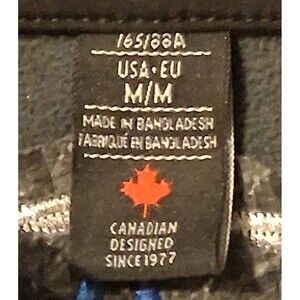 165/88A
USA·EU
M/M
MADE IN BANGLADESH
FABRIQUÉ EN BANGLADESH
CANADIAN
DESIGNED
SINCE 1977